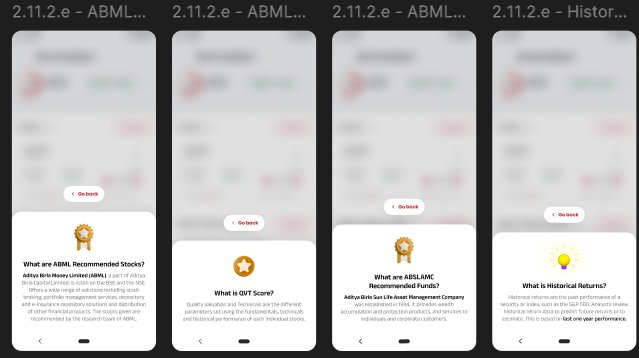 2.11.2.e - ABML...
2.11.2.e - ABML...
2.11.2.e - ABML...
2.11.2.e - Histor...
Go back
What are ABML Recommended Stocks?
Aditya Birla Money Limited (ABML), a part of Aditya
Birla Capital Limited, is listed on the BSE and the NSE.
Offers a wide range of solutions including stock
broking, portfolio management services, depository
and e-insurance repository solutions and distribution
of other financial products. The stocks given are
recommended by the research team of ABML.
Go back
What is QVT Score?
Quality Valuation and Technicals are the different
parameters set using the fundamentals, technicals
and historical performance of each individual stocks.
Go back
What are ABSLAMC
Recommended Funds?
Aditya Birla Sun Life Asset Management Company
was established in 1994. It provides wealth
accumulation and protection products, and services to
individuals and corporate customers.
Go back
What is Historical Returns?
Historical returns are the past performance of a
security or index, such as the S&P 500. Analysts review
historical return data to predict future returns or to
estimate. This is based on last one year performance.